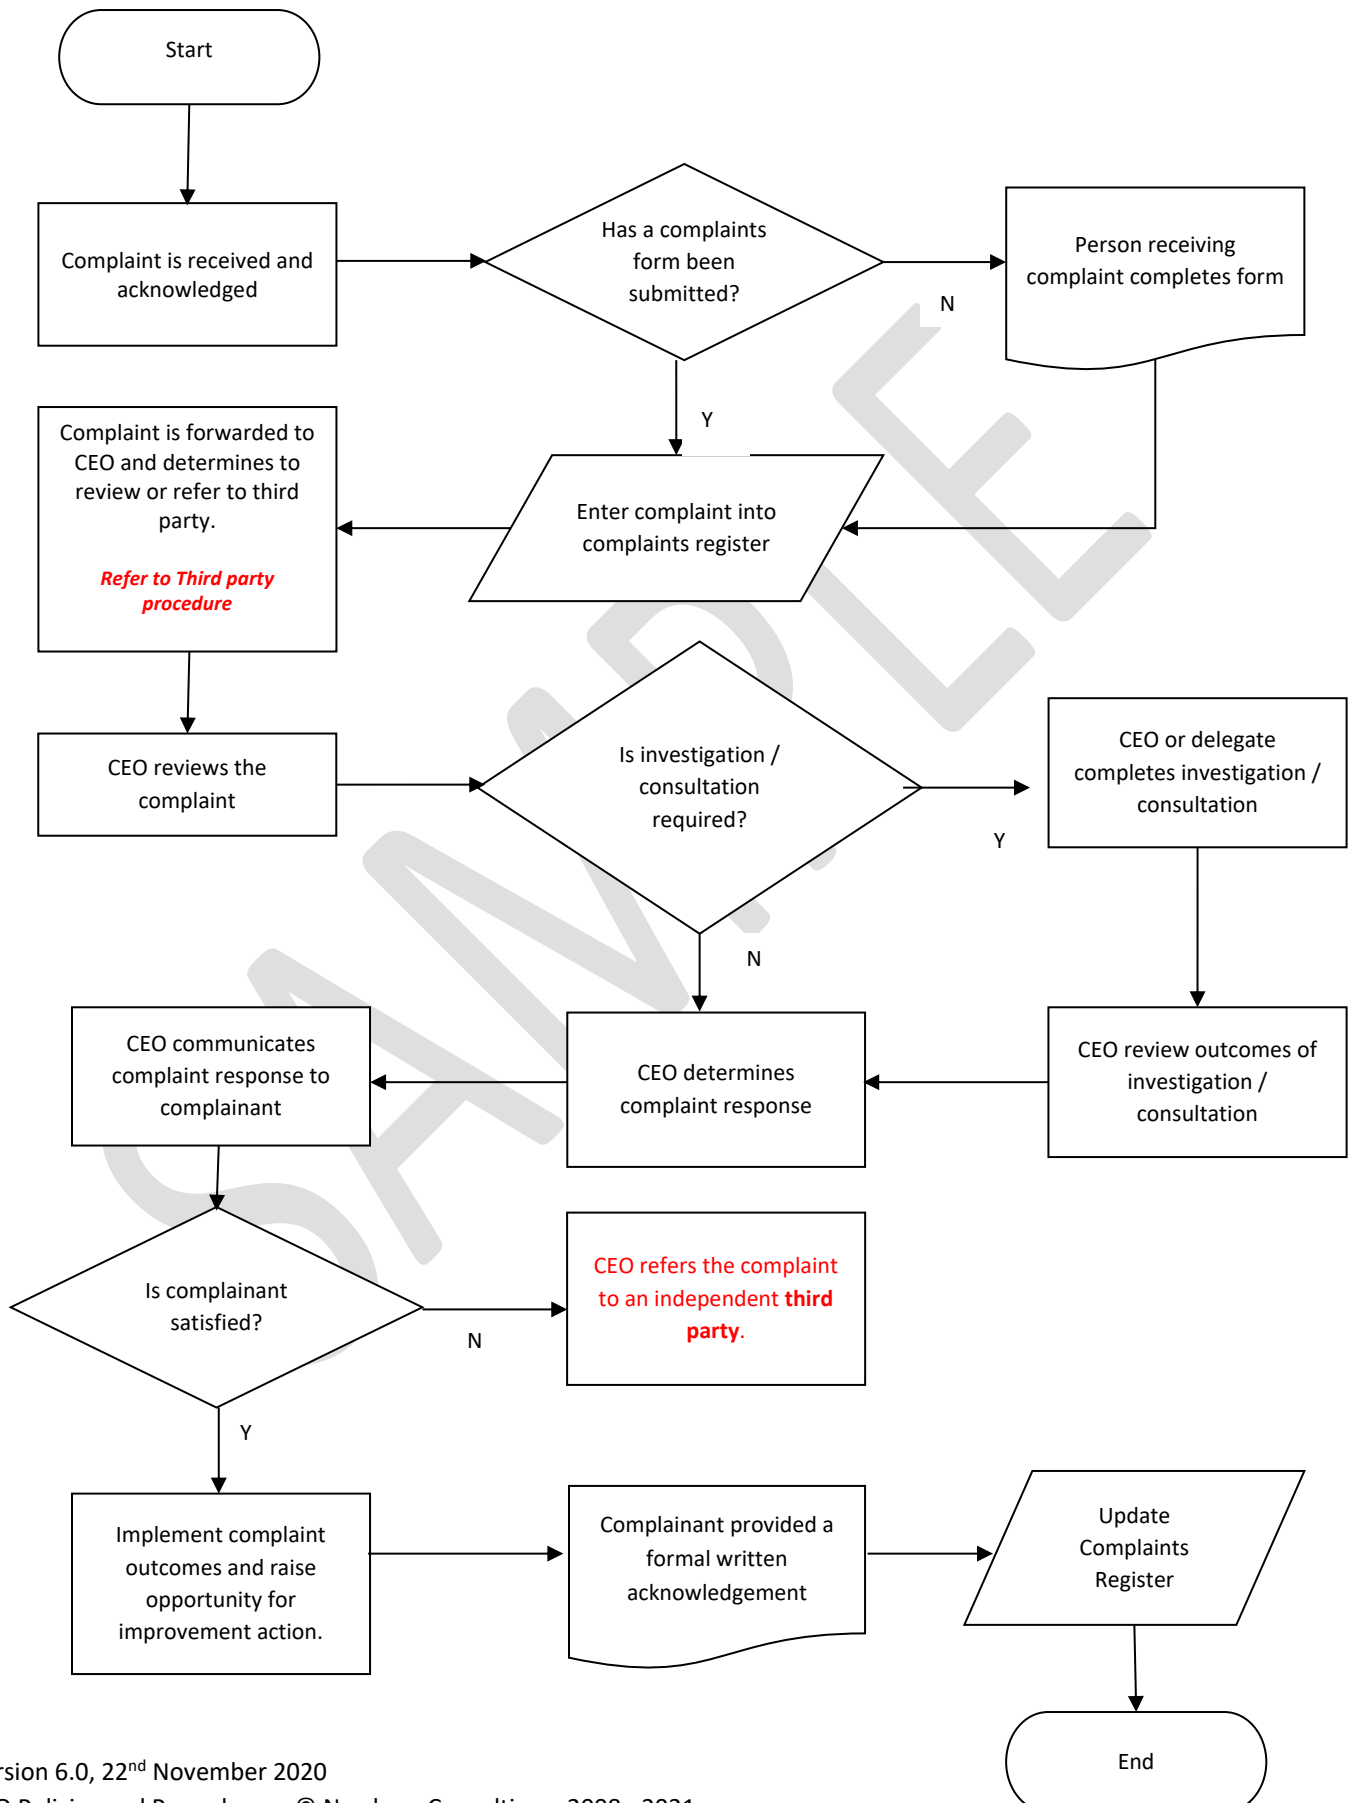 Start
Complaint is received and
acknowledged
Has a complaints
form been
submitted?
N
Person receiving
complaint completes form
Y
Enter complaint into
complaints register
Complaint is forwarded to
CEO and determines to
review or refer to third
party.
Refer to Third party
procedure
CEO reviews the
complaint
Is investigation /
consultation
required?
Y
CEO or delegate
completes investigation /
consultation
N
CEO review outcomes of
investigation /
consultation
CEO determines
complaint response
CEO communicates
complaint response to
complainant
Is complainant
satisfied?
N
CEO refers the complaint
to an independent third
party.
Y
Implement complaint
outcomes and raise
opportunity for
improvement action.
Complainant provided a
formal written
acknowledgement
Update
Complaints
Register
End
SAMPLE
rsion 6.0, 22nd November 2020
2008 2021